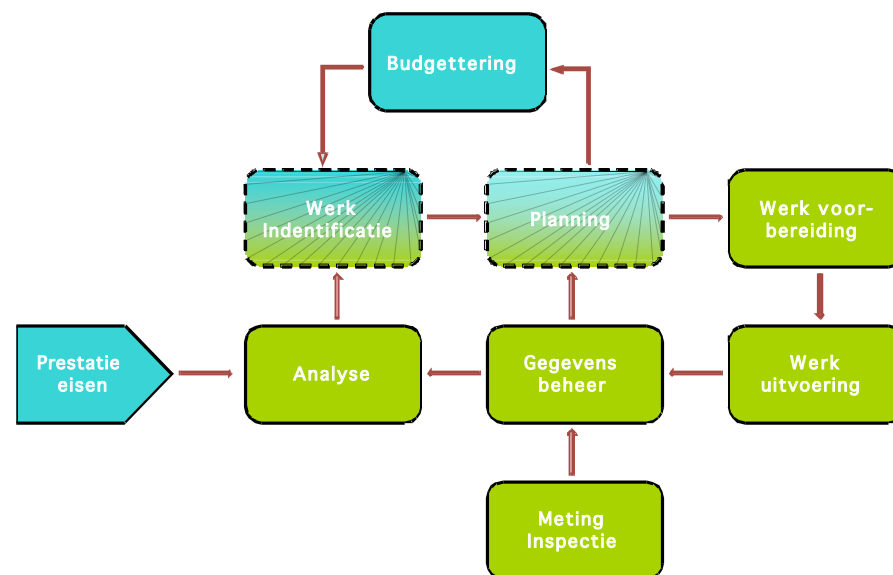 Budgettering
Werk
Indentificatie
Planning
Werk voor-
bereiding
Prestatie
eisen
Analyse
Gegevens
beheer
Werk
uitvoering
Meting
Inspectie